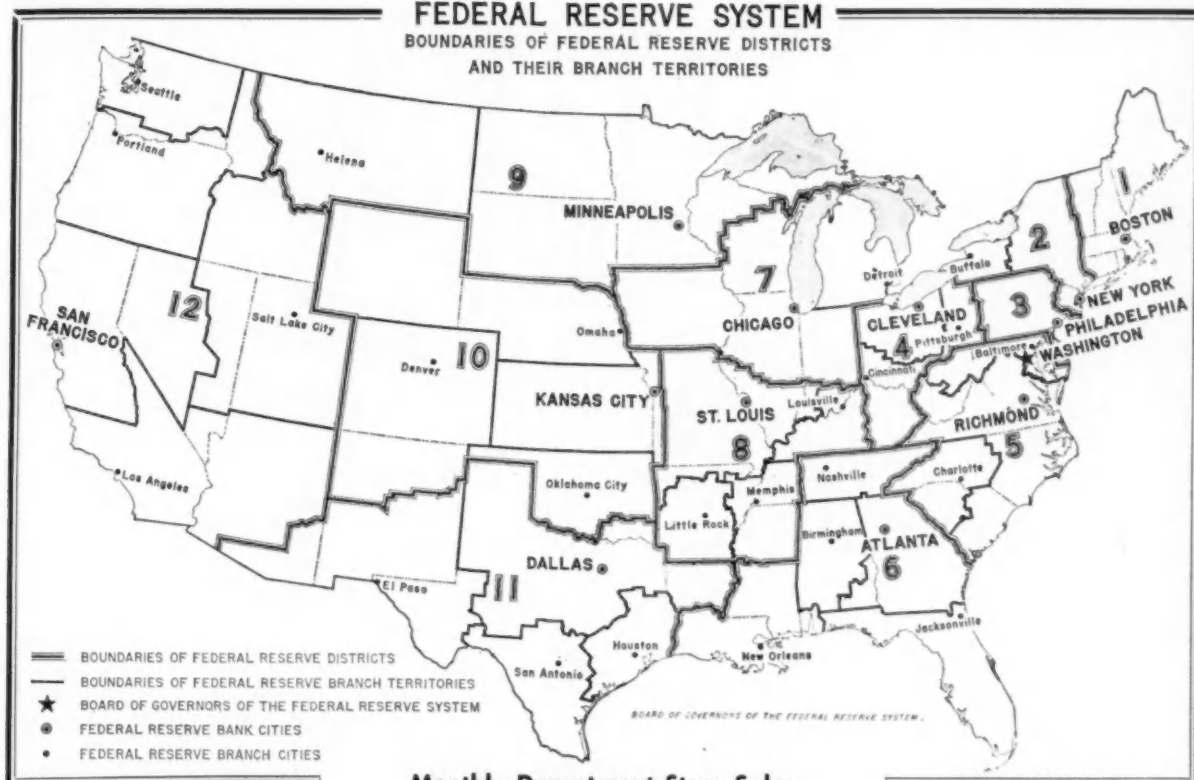 FEDERAL RESERVE SYSTEM
BOUNDARIES OF FEDERAL RESERVE DISTRICTS
AND THEIR BRANCH TERRITORIES
Seattle
Portland
Helena
9
MINNEAPOLIS
1
BOSTON
2
Buffalo
Detroit
7
CHICAGO
NEW YORK
3
PHILADELPHIA
CLEVELAND
4
Pittsburgh
Baltimore
WASHINGTON
Cincinnati
SAN
FRANCISCO
12
Salt Lake City
Omaha
Denver
10
KANSAS CITY
ST. LOUIS
Louisville
RICHMOND
8
5
Los Angeles
Oklahoma City
Memphis
Nashville
Charlotte
Little Rock
Birmingham
ATLANTA
6
DALLAS
11
El Paso
Jacksonville
Houston
New Orleans
San Antonio
BOUNDARIES OF FEDERAL RESERVE DISTRICTS
BOUNDARIES OF FEDERAL RESERVE BRANCH TERRITORIES
BOARD OF GOVERNORS OF THE FEDERAL RESERVE SYSTEM
FEDERAL RESERVE BANK CITIES
FEDERAL RESERVE BRANCH CITIES
BOARD OF GOVERNORS OF THE FEDERAL RESERVE SYSTEM.